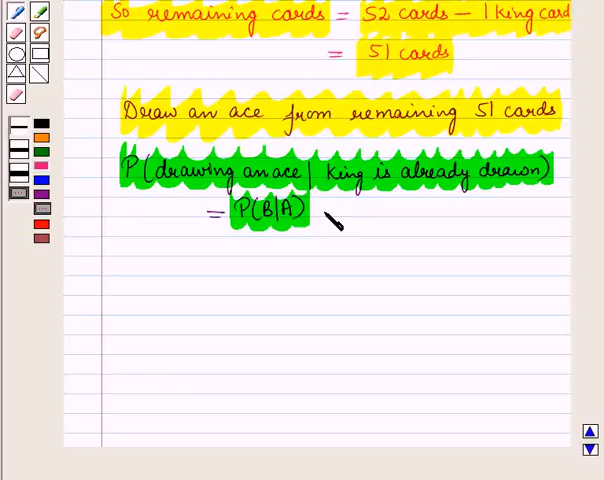 So remaining cards = 52 cards - 1 king card
= 51 cards
Draw an ace from remaining 51 cards
P(drawing an ace | king is already drawn)
= P(B|A)